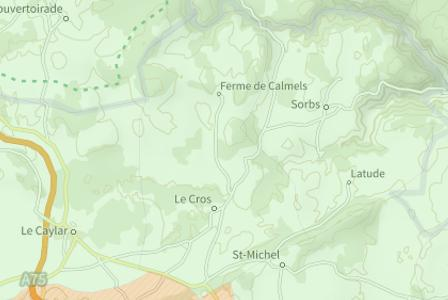 ouvertoirade
Ferme de Calmels
Sorbs
Latude
Le Cros
Le Caylar
St-Michel
A75